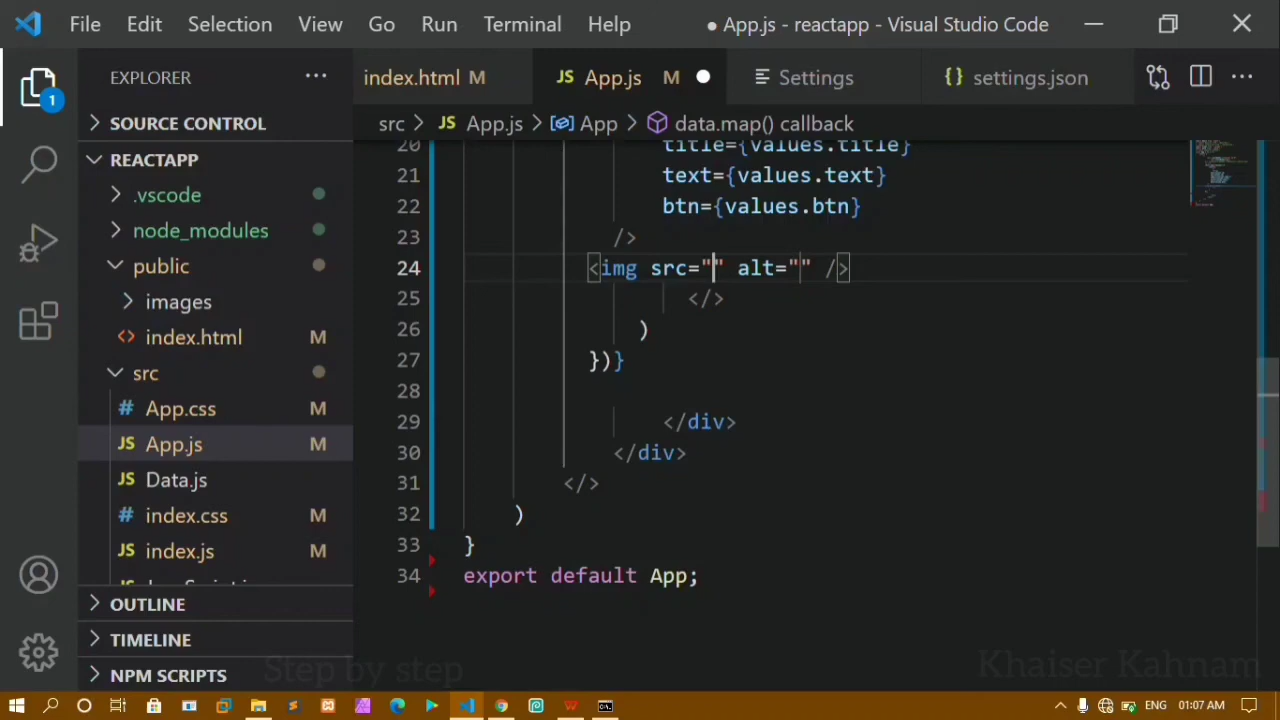 File Edit Selection View Go Run Terminal Help ● App.js - reactapp - Visual Studio Code
EXPLORER ···
index.html M
JS App.js M ●
Settings
{} settings.json
1
src > JS App.js > App > data.map() callback
SOURCE CONTROL
REACTAPP
.vscode
node_modules
public
images
<> index.html M
src
# App.css M
JS App.js M
JS Data.js
# index.css M
JS index.js M
OUTLINE
TIMELINE
NPM SCRIPTS
20 title={values.title}
21 text={values.text}
22 btn={values.btn}
23 />
24 <img src="" alt="" />
25 </>
26 )
27 })}
28
29 </div>
30 </div>
31 </>
32 )
33 }
34 export default App;
Step by step
Khaiser Kahnam
ENG 01:07 AM